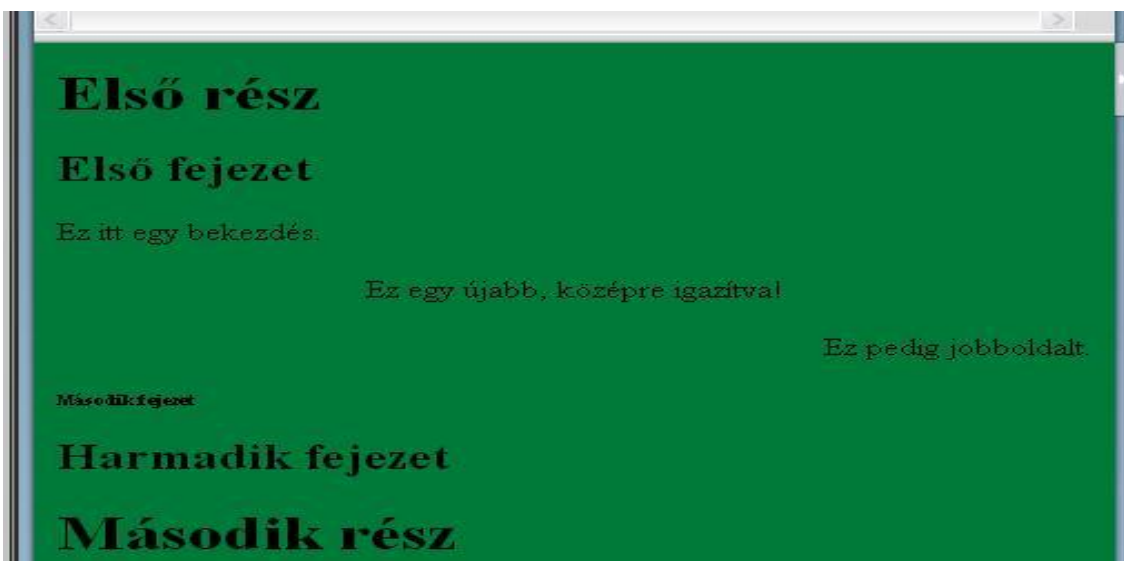 Első rész
Első fejezet
Ez itt egy bekezdés.
Ez egy újabb, középre igazítva!
Ez pedig jobboldalt.
Második fejezet
Harmadik fejezet
Második rész